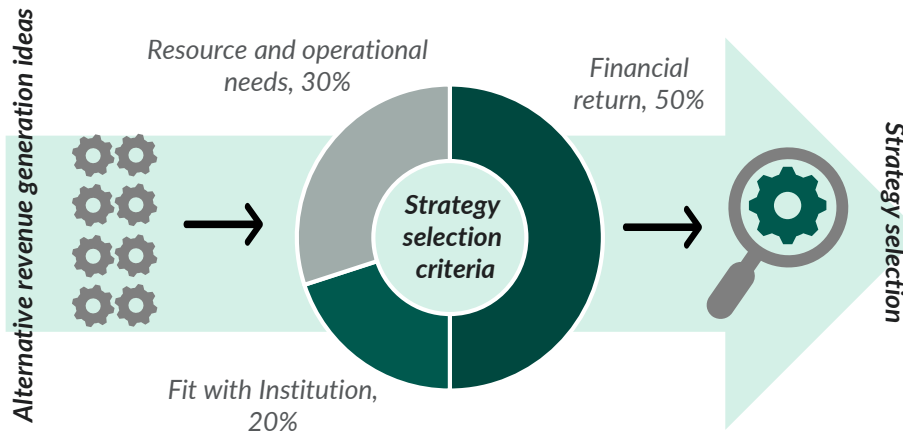 Alternative revenue generation ideas
Resource and operational
needs, 30%
Financial
return, 50%
Strategy
selection
criteria
Fit with Institution,
20%
Strategy selection